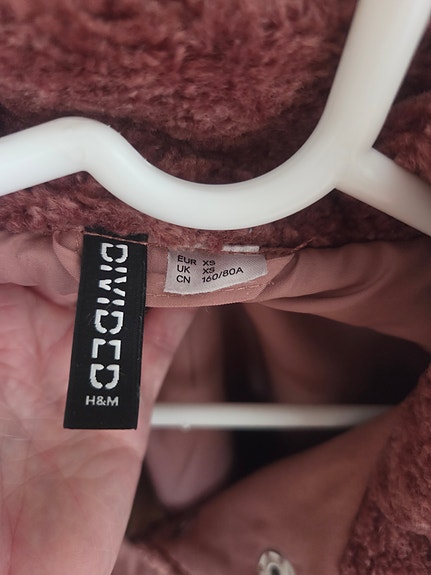 DIVIDED
H&M
EUR XS
UK XS
CN 160/80A